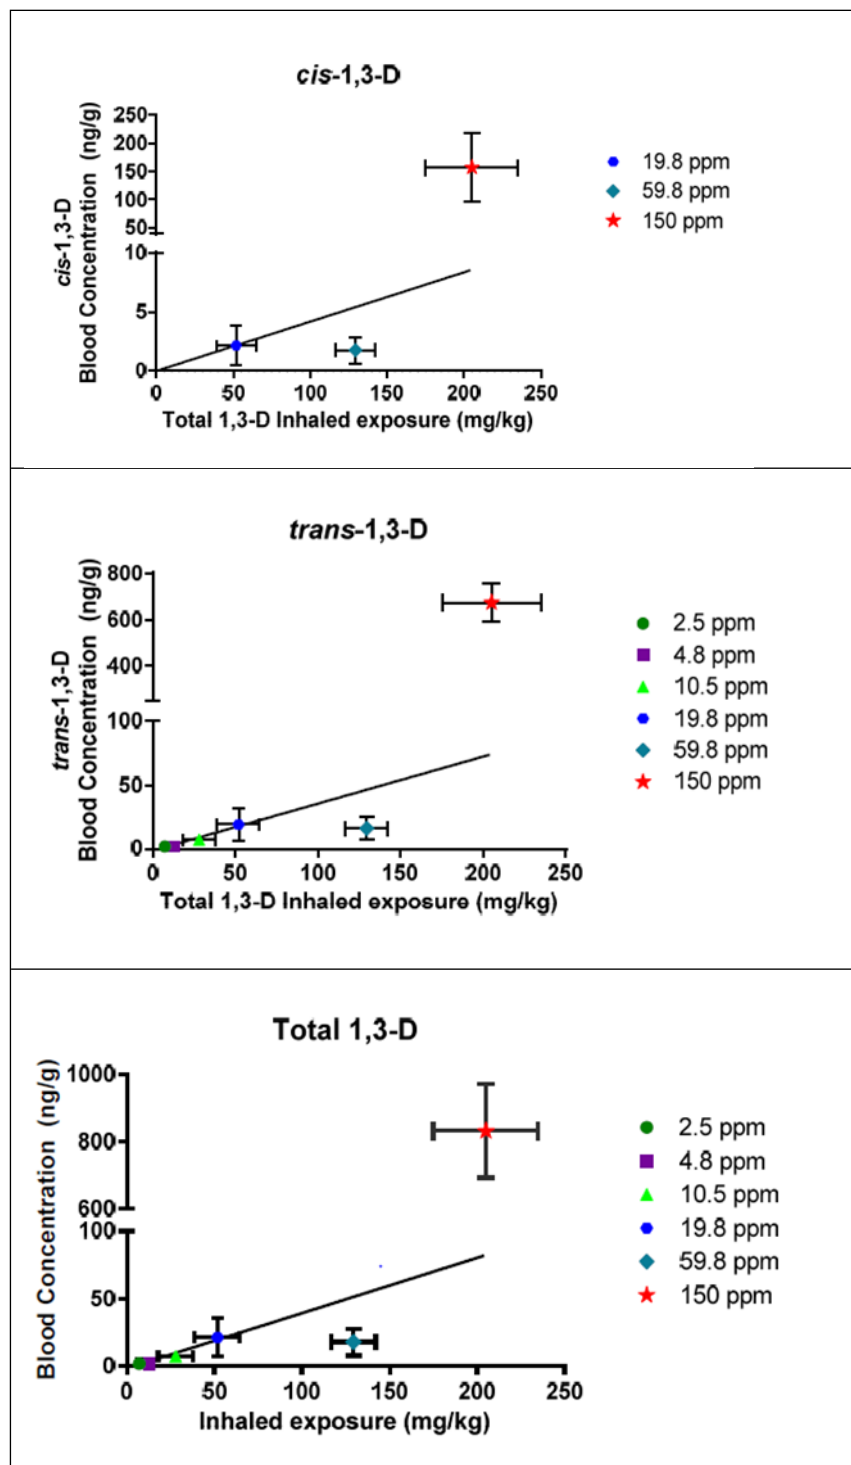 cis-1,3-D
cis-1,3-D
Blood Concentration (ng/g)
250
200
150
100
50
10
5
0
0 50 100 150 200 250
Total 1,3-D Inhaled exposure (mg/kg)
19.8 ppm
59.8 ppm
150 ppm
trans-1,3-D
trans-1,3-D
Blood Concentration (ng/g)
800
600
400
100
50
0
0 50 100 150 200 250
Total 1,3-D Inhaled exposure (mg/kg)
2.5 ppm
4.8 ppm
10.5 ppm
19.8 ppm
59.8 ppm
150 ppm
Total 1,3-D
Blood Concentration (ng/g)
1000
800
600
100
50
0
0 50 100 150 200 250
Inhaled exposure (mg/kg)
2.5 ppm
4.8 ppm
10.5 ppm
19.8 ppm
59.8 ppm
150 ppm